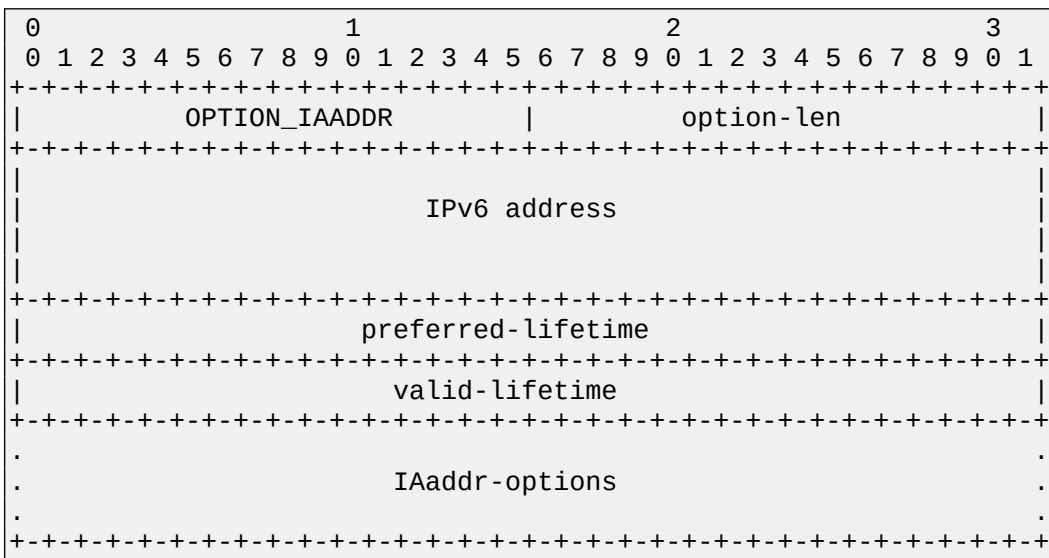 0                   1                   2                   3
 0 1 2 3 4 5 6 7 8 9 0 1 2 3 4 5 6 7 8 9 0 1 2 3 4 5 6 7 8 9 0 1
+-+-+-+-+-+-+-+-+-+-+-+-+-+-+-+-+-+-+-+-+-+-+-+-+-+-+-+-+-+-+-+-+
|          OPTION_IAADDR        |          option-len           |
+-+-+-+-+-+-+-+-+-+-+-+-+-+-+-+-+-+-+-+-+-+-+-+-+-+-+-+-+-+-+-+-+
|                                                               |
|                         IPv6 address                          |
|                                                               |
|                                                               |
+-+-+-+-+-+-+-+-+-+-+-+-+-+-+-+-+-+-+-+-+-+-+-+-+-+-+-+-+-+-+-+-+
|                     preferred-lifetime                        |
+-+-+-+-+-+-+-+-+-+-+-+-+-+-+-+-+-+-+-+-+-+-+-+-+-+-+-+-+-+-+-+-+
|                       valid-lifetime                          |
+-+-+-+-+-+-+-+-+-+-+-+-+-+-+-+-+-+-+-+-+-+-+-+-+-+-+-+-+-+-+-+-+
.                                                               .
.                       IAaddr-options                          .
.                                                               .
+-+-+-+-+-+-+-+-+-+-+-+-+-+-+-+-+-+-+-+-+-+-+-+-+-+-+-+-+-+-+-+-+